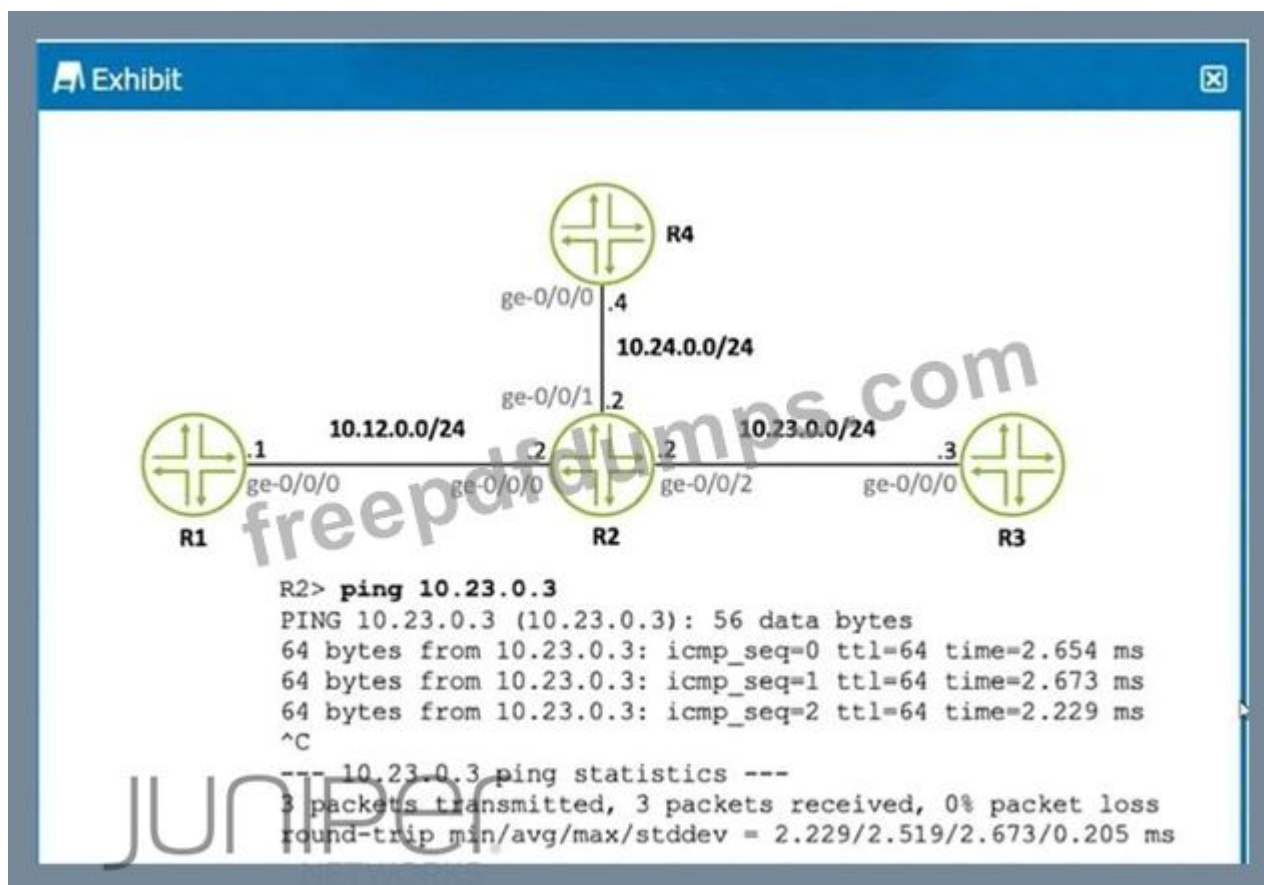 Exhibit
R4
ge-0/0/0
.4
10.24.0.0/24
ge-0/0/1
.2
10.12.0.0/24
10.23.0.0/24
.1
.2
.2
.3
ge-0/0/0
ge-0/0/0
ge-0/0/2
ge-0/0/0
R1
R2
R3
freepdfdumps.com
R2> ping 10.23.0.3
PING 10.23.0.3 (10.23.0.3): 56 data bytes
64 bytes from 10.23.0.3: icmp_seq=0 ttl=64 time=2.654 ms
64 bytes from 10.23.0.3: icmp_seq=1 ttl=64 time=2.673 ms
64 bytes from 10.23.0.3: icmp_seq=2 ttl=64 time=2.229 ms
^C
--- 10.23.0.3 ping statistics ---
3 packets transmitted, 3 packets received, 0% packet loss
round-trip min/avg/max/stddev = 2.229/2.519/2.673/0.205 ms
JUNIPER
NETWORKS